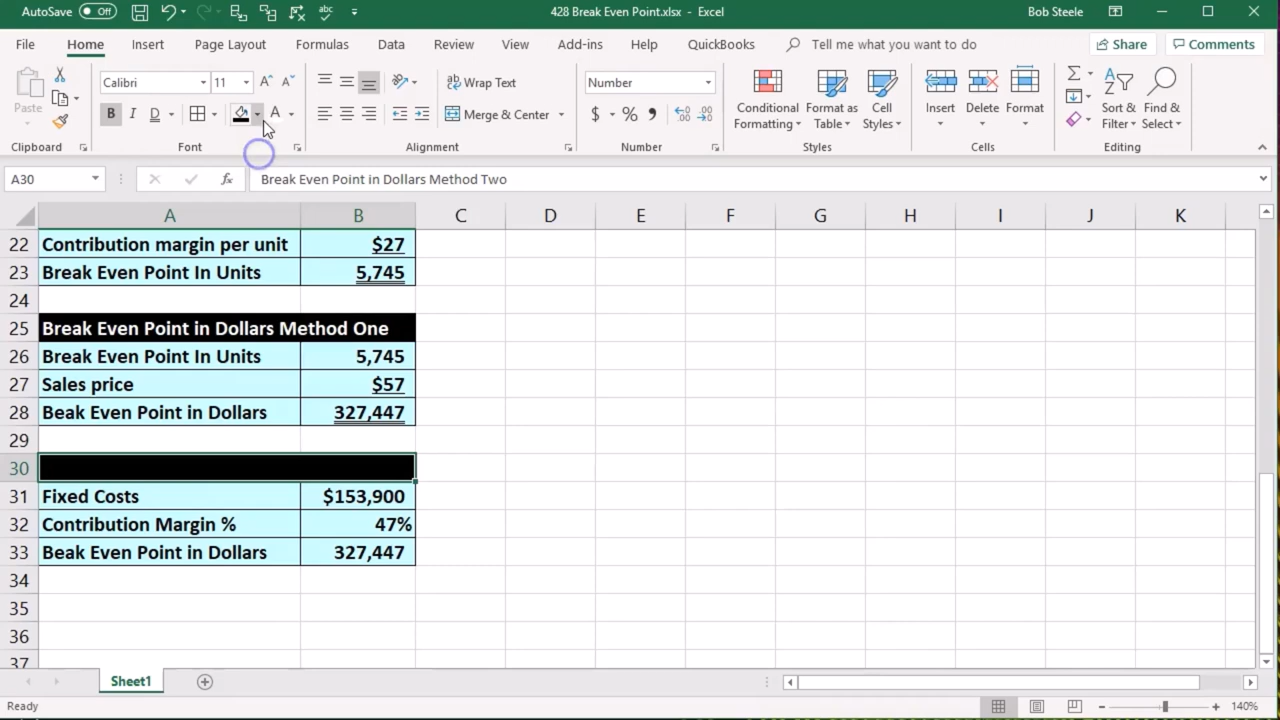 AutoSave Off 428 Break Even Point.xlsx - Excel Bob Steele
File Home Insert Page Layout Formulas Data Review View Add-ins Help QuickBooks Tell me what you want to do Share Comments
Calibri 11 Wrap Text Number
Paste B I D A Merge & Center $ % Conditional Formatting Format as Table Cell Styles Insert Delete Format Sort & Filter Find & Select
Clipboard Font Alignment Number Styles Cells Editing
A30 fx Break Even Point in Dollars Method Two
A B C D E F G H I J K
22 Contribution margin per unit $27
23 Break Even Point In Units 5,745
24
25 Break Even Point in Dollars Method One
26 Break Even Point In Units 5,745
27 Sales price $57
28 Beak Even Point in Dollars 327,447
29
30
31 Fixed Costs $153,900
32 Contribution Margin % 47%
33 Beak Even Point in Dollars 327,447
34
35
36
37
Sheet1
Ready 140%